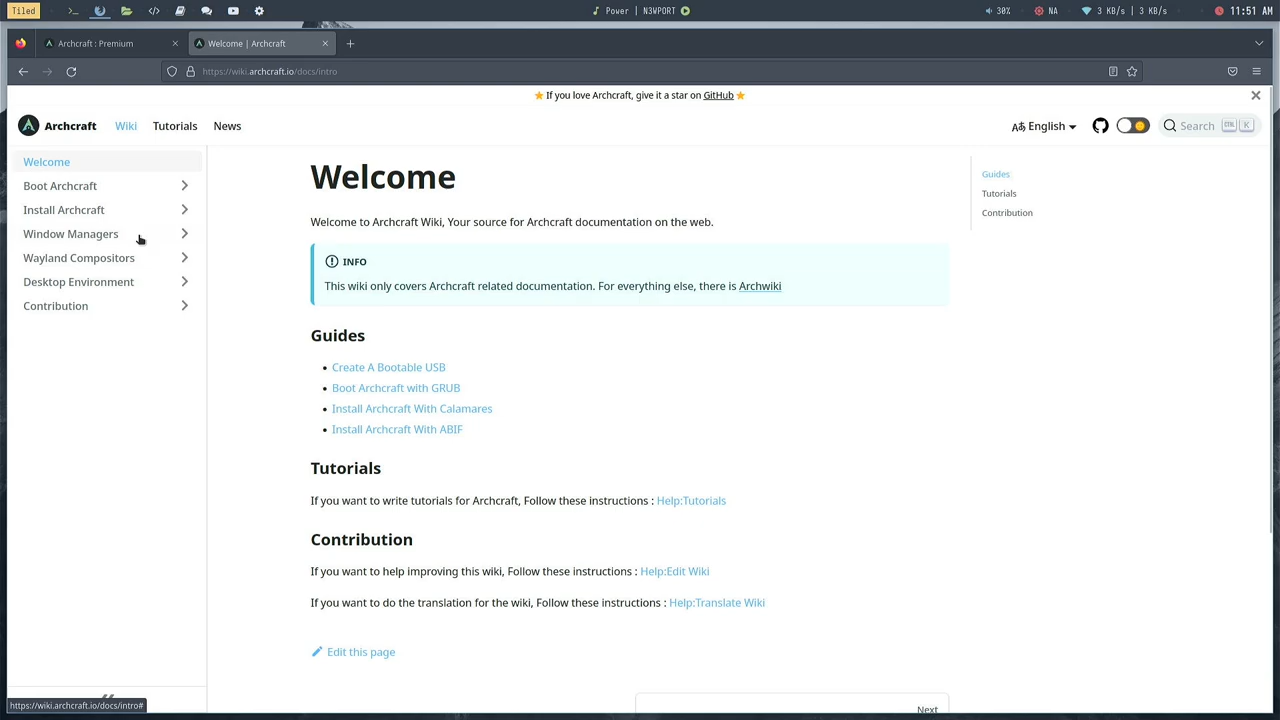 Tiled
Power | N3WPORT
30%
NA
3 KB/s | 3 KB/s
11:51 AM
Archcraft : Premium
Welcome | Archcraft
https://wiki.archcraft.io/docs/intro
⭐ If you love Archcraft, give it a star on GitHub ⭐
Archcraft
Wiki
Tutorials
News
English
Search
CTRL K
Welcome
Boot Archcraft
Install Archcraft
Window Managers
Wayland Compositors
Desktop Environment
Contribution
Welcome
Welcome to Archcraft Wiki, Your source for Archcraft documentation on the web.
INFO
This wiki only covers Archcraft related documentation. For everything else, there is Archwiki
Guides
• Create A Bootable USB
• Boot Archcraft with GRUB
• Install Archcraft With Calamares
• Install Archcraft With ABIF
Tutorials
If you want to write tutorials for Archcraft, Follow these instructions : Help:Tutorials
Contribution
If you want to help improving this wiki, Follow these instructions : Help:Edit Wiki
If you want to do the translation for the wiki, Follow these instructions : Help:Translate Wiki
Edit this page
Next
Guides
Tutorials
Contribution
https://wiki.archcraft.io/docs/intro#